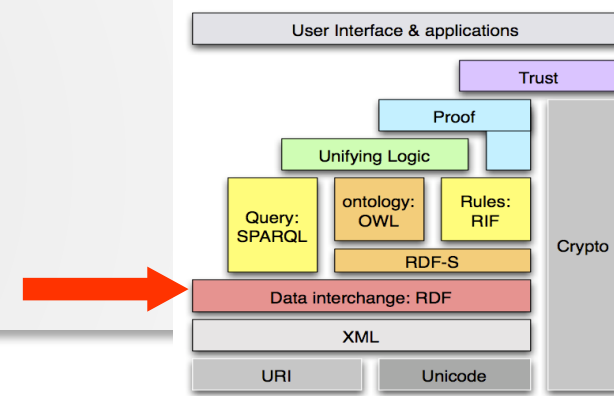 User Interface & applications
Trust
Proof
Unifying Logic
Query:
SPARQL
ontology:
OWL
Rules:
RIF
Crypto
RDF-S
Data interchange: RDF
XML
URI
Unicode